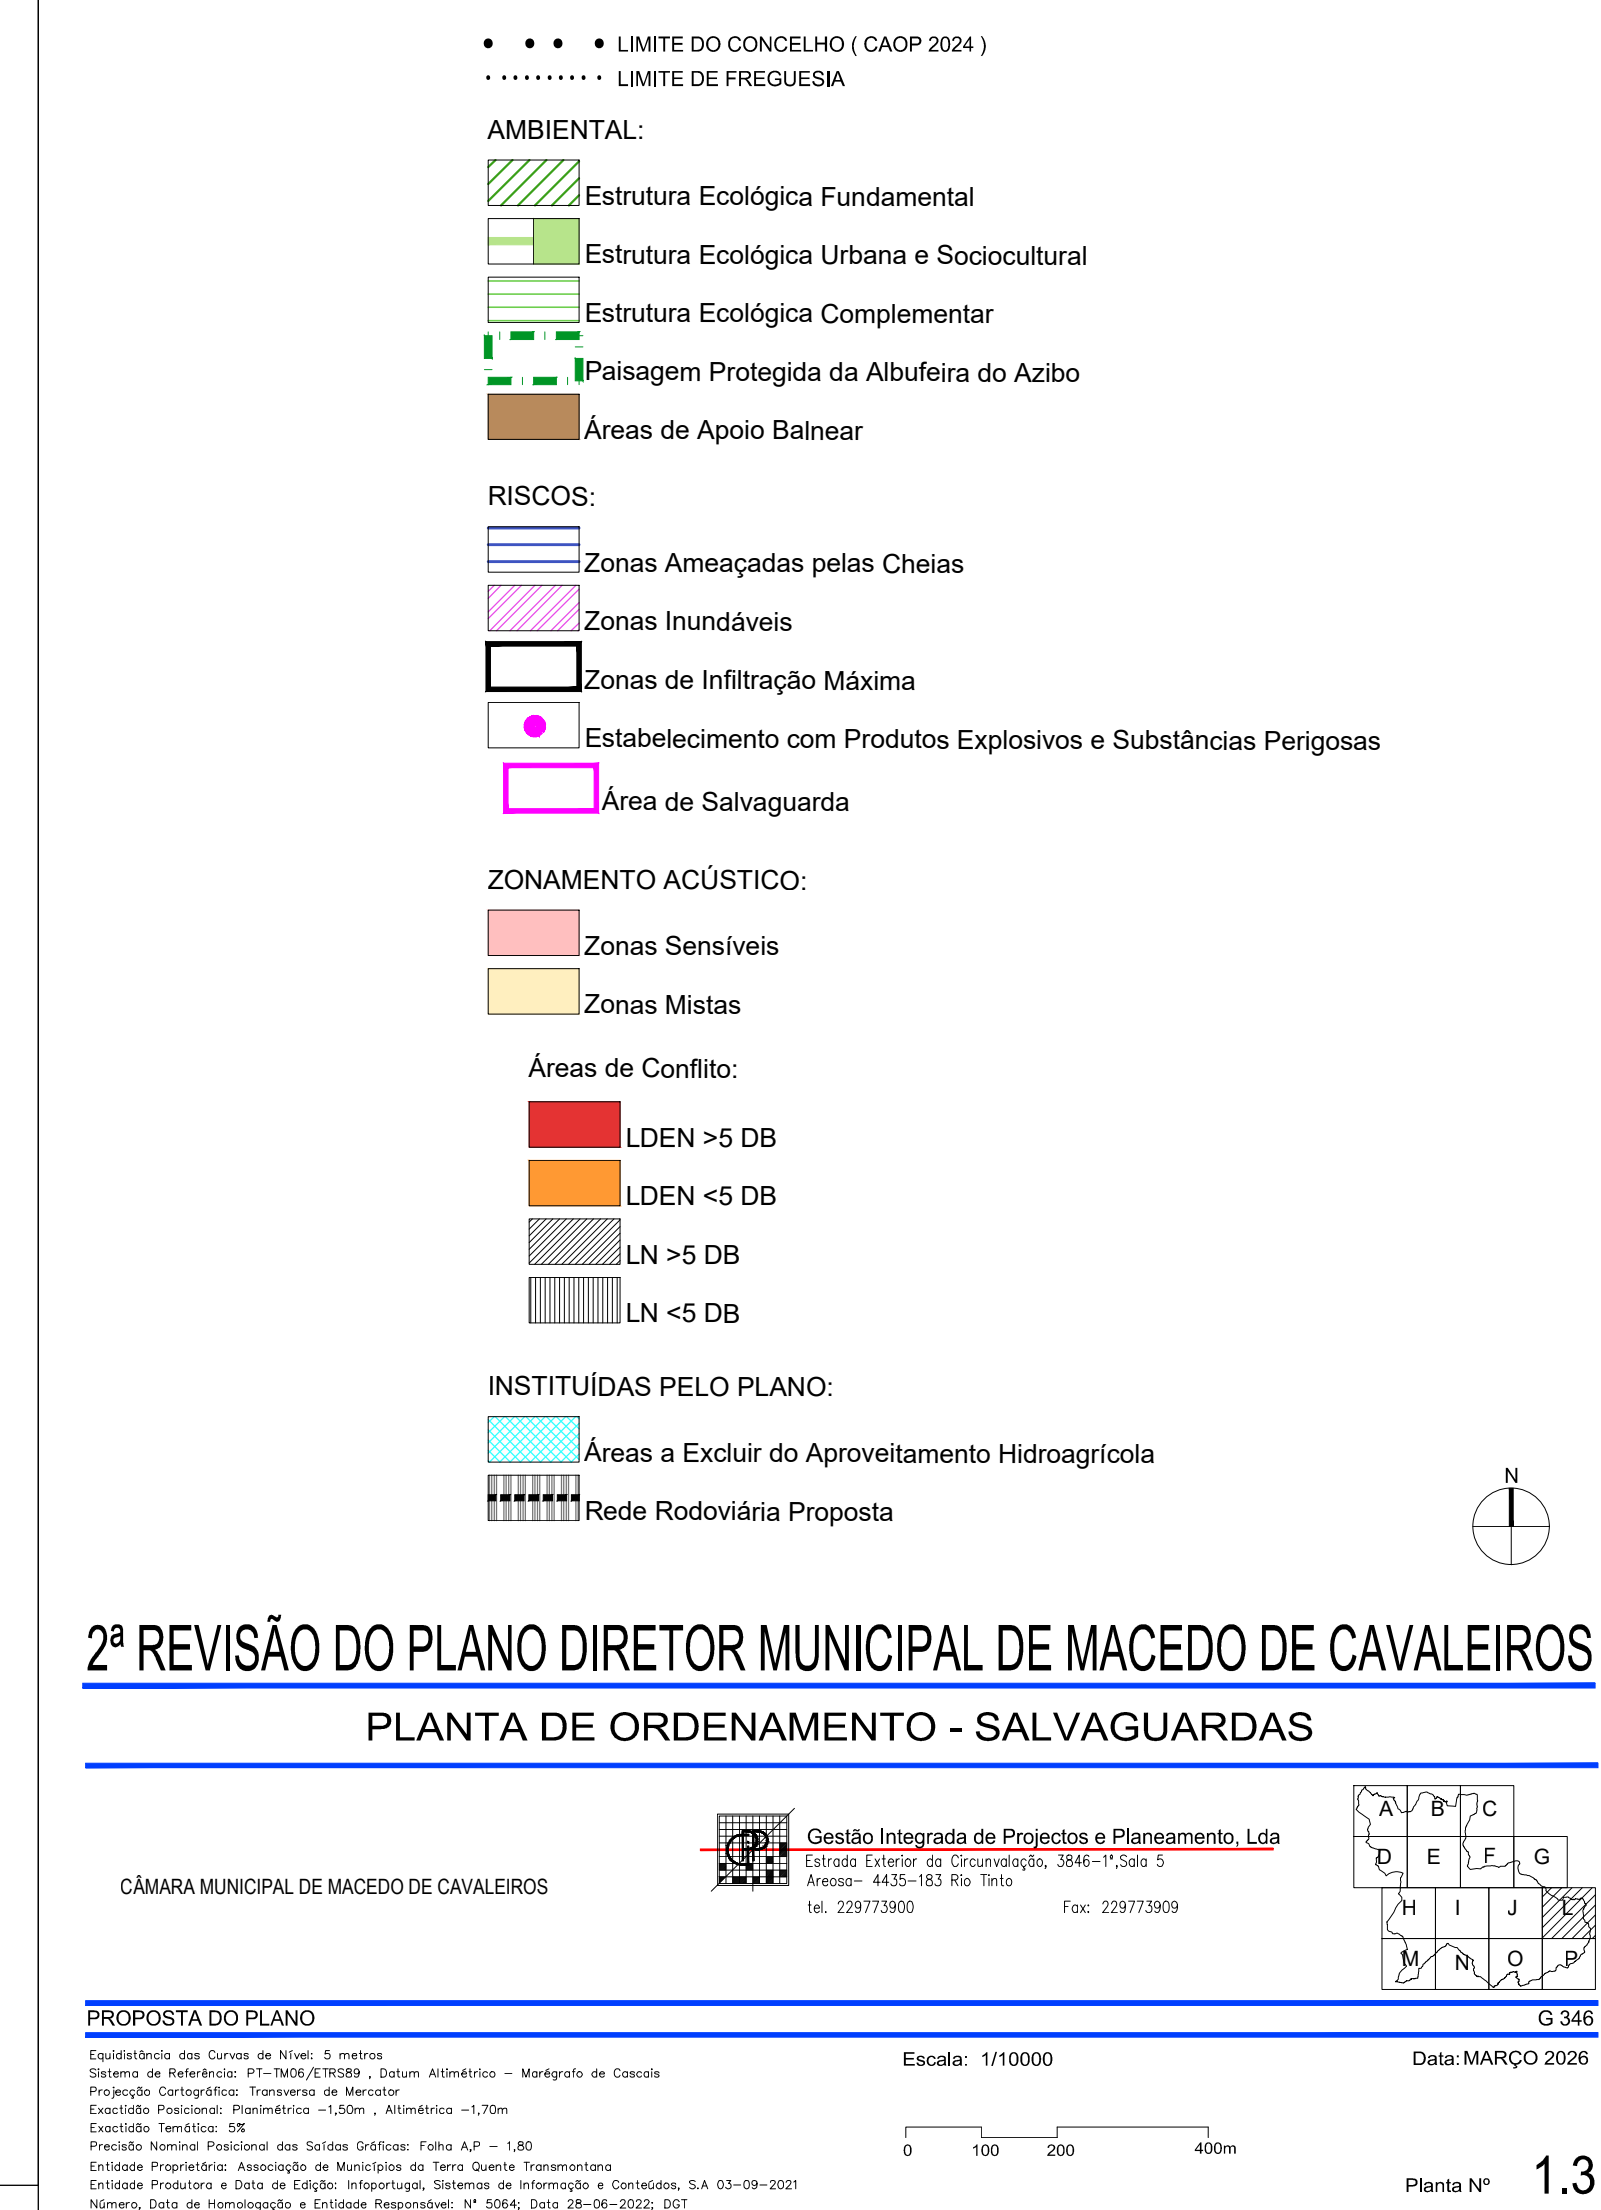 LIMITE DO CONCELHO ( CAOP 2024 )
LIMITE DE FREGUESIA
AMBIENTAL:
Estrutura Ecológica Fundamental
Estrutura Ecológica Urbana e Sociocultural
Estrutura Ecológica Complementar
Paisagem Protegida da Albufeira do Azibo
Áreas de Apoio Balnear
RISCOS:
Zonas Ameaçadas pelas Cheias
Zonas Inundáveis
Zonas de Infiltração Máxima
Estabelecimento com Produtos Explosivos e Substâncias Perigosas
Área de Salvaguarda
ZONAMENTO ACÚSTICO:
Zonas Sensíveis
Zonas Mistas
Áreas de Conflito:
LDEN >5 DB
LDEN <5 DB
LN >5 DB
LN <5 DB
INSTITUÍDAS PELO PLANO:
Áreas a Excluir do Aproveitamento Hidroagrícola
Rede Rodoviária Proposta
N
2ª REVISÃO DO PLANO DIRETOR MUNICIPAL DE MACEDO DE CAVALEIROS
PLANTA DE ORDENAMENTO - SALVAGUARDAS
CÂMARA MUNICIPAL DE MACEDO DE CAVALEIROS
GPP
Gestão Integrada de Projectos e Planeamento, Lda
Estrada Exterior da Circunvalação, 3846-1º,Sala 5
Areosa- 4435-183 Rio Tinto
tel. 229773900 Fax: 229773909
A B C
D E F G
H I J L
M N O P
PROPOSTA DO PLANO G 346
Equidistância das Curvas de Nível: 5 metros
Sistema de Referência: PT-TM06/ETRS89 , Datum Altimétrico - Marégrafo de Cascais
Projecção Cartográfica: Transversa de Mercator
Exactidão Posicional: Planimétrica -1,50m , Altimétrica -1,70m
Exactidão Temática: 5%
Precisão Nominal Posicional das Saídas Gráficas: Folha A,P - 1,80
Entidade Proprietária: Associação de Municípios da Terra Quente Transmontana
Entidade Produtora e Data de Edição: Infoportugal, Sistemas de Informação e Conteúdos, S.A 03-09-2021
Número, Data de Homologação e Entidade Responsável: Nº 5064; Data 28-06-2022; DGT
Escala: 1/10000
0 100 200 400m
Data: MARÇO 2026
Planta Nº 1.3